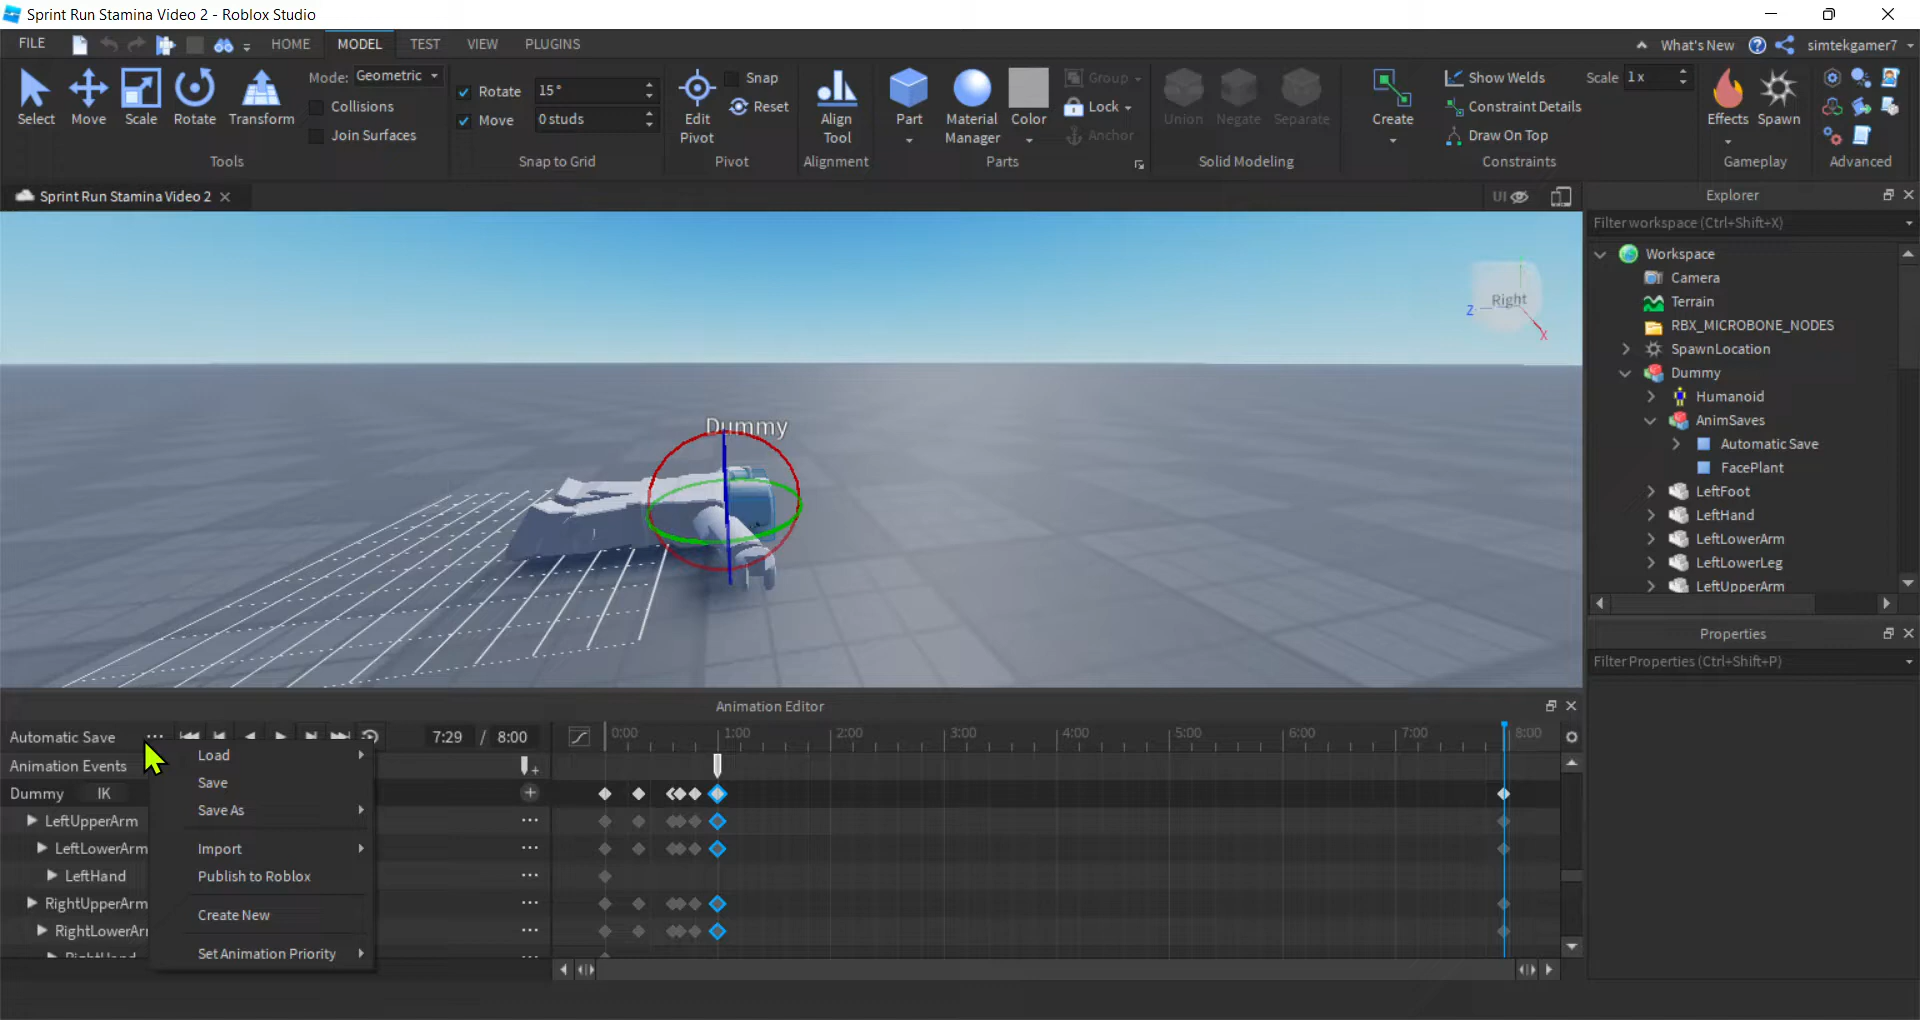 Sprint Run Stamina Video 2 - Roblox Studio
FILE HOME MODEL TEST VIEW PLUGINS What's New simtekgamer7
Select Move Scale Rotate Transform
Mode: Geometric
Collisions
Join Surfaces
Tools
Rotate 15°
Move 0 studs
Snap to Grid
Edit Pivot
Snap
Reset
Pivot
Align Tool
Alignment
Part
Material Manager
Color
Group
Lock
Anchor
Parts
Union Negate Separate
Solid Modeling
Create
Show Welds
Constraint Details
Draw On Top
Scale 1x
Constraints
Effects Spawn
Gameplay
Advanced
Sprint Run Stamina Video 2
UI
Dummy
Right
Z
X
Explorer
Filter workspace (Ctrl+Shift+X)
Workspace
Camera
Terrain
RBX_MICROBONE_NODES
SpawnLocation
Dummy
Humanoid
AnimSaves
Automatic Save
FacePlant
LeftFoot
LeftHand
LeftLowerArm
LeftLowerLeg
LeftUpperArm
Properties
Filter Properties (Ctrl+Shift+P)
Animation Editor
Automatic Save ... 7:29 / 8:00
0:00 1:00 2:00 3:00 4:00 5:00 6:00 7:00 8:00
Animation Events
Dummy IK
LeftUpperArm
LeftLowerArm
LeftHand
RightUpperArm
Load
Save
Save As
Import
Publish to Roblox
Create New
Set Animation Priority